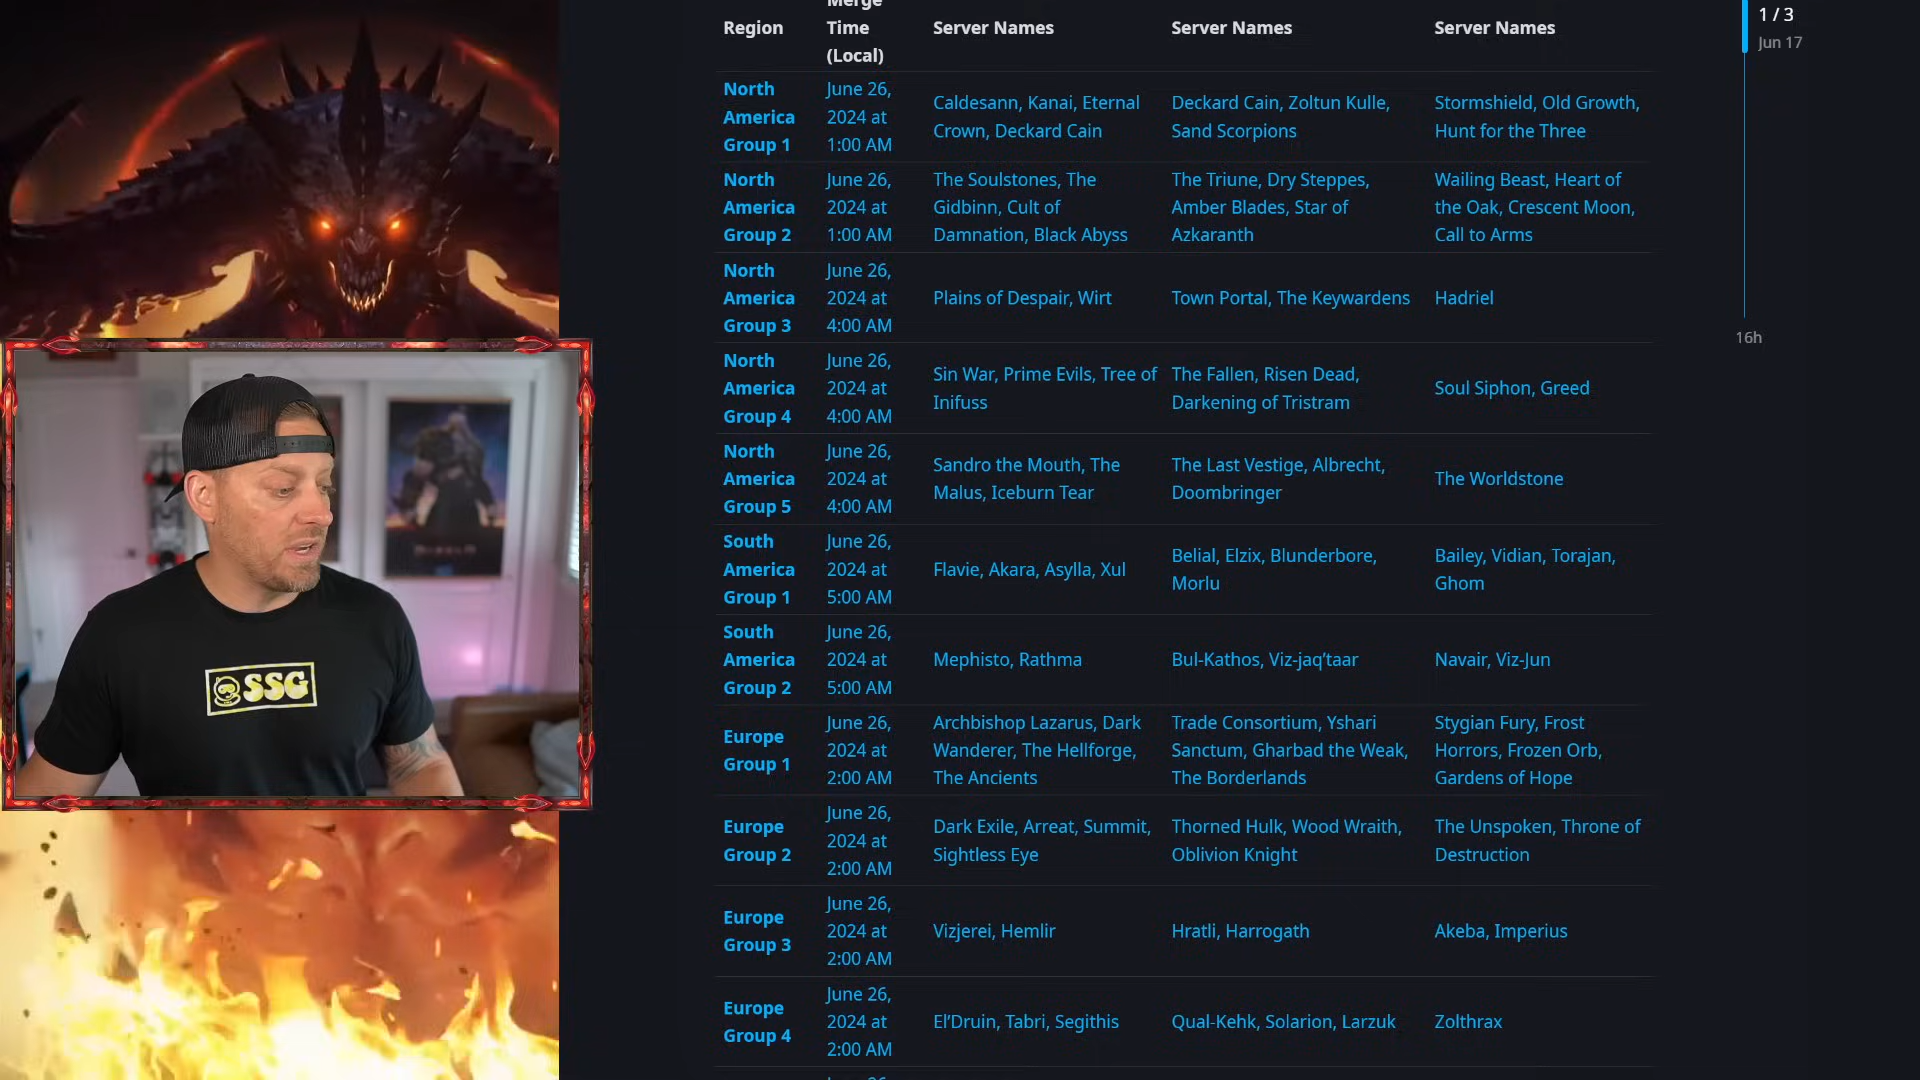 Merge
Region
Time
(Local)
Server Names
Server Names
Server Names
North
America
Group 1
June 26,
2024 at
1:00 AM
Caldesann, Kanai, Eternal
Crown, Deckard Cain
Deckard Cain, Zoltun Kulle,
Sand Scorpions
Stormshield, Old Growth,
Hunt for the Three
North
America
Group 2
June 26,
2024 at
1:00 AM
The Soulstones, The
Gidbinn, Cult of
Damnation, Black Abyss
The Triune, Dry Steppes,
Amber Blades, Star of
Azkaranth
Wailing Beast, Heart of
the Oak, Crescent Moon,
Call to Arms
North
America
Group 3
June 26,
2024 at
4:00 AM
Plains of Despair, Wirt
Town Portal, The Keywardens
Hadriel
North
America
Group 4
June 26,
2024 at
4:00 AM
Sin War, Prime Evils, Tree of
Inifuss
The Fallen, Risen Dead,
Darkening of Tristram
Soul Siphon, Greed
North
America
Group 5
June 26,
2024 at
4:00 AM
Sandro the Mouth, The
Malus, Iceburn Tear
The Last Vestige, Albrecht,
Doombringer
The Worldstone
South
America
Group 1
June 26,
2024 at
5:00 AM
Flavie, Akara, Asylla, Xul
Belial, Elzix, Blunderbore,
Morlu
Bailey, Vidian, Torajan,
Ghom
South
America
Group 2
June 26,
2024 at
5:00 AM
Mephisto, Rathma
Bul-Kathos, Viz-jaq’taar
Navair, Viz-Jun
Europe
Group 1
June 26,
2024 at
2:00 AM
Archbishop Lazarus, Dark
Wanderer, The Hellforge,
The Ancients
Trade Consortium, Yshari
Sanctum, Gharbad the Weak,
The Borderlands
Stygian Fury, Frost
Horrors, Frozen Orb,
Gardens of Hope
Europe
Group 2
June 26,
2024 at
2:00 AM
Dark Exile, Arreat, Summit,
Sightless Eye
Thorned Hulk, Wood Wraith,
Oblivion Knight
The Unspoken, Throne of
Destruction
Europe
Group 3
June 26,
2024 at
2:00 AM
Vizjerei, Hemlir
Hratli, Harrogath
Akeba, Imperius
Europe
Group 4
June 26,
2024 at
2:00 AM
El’Druin, Tabri, Segithis
Qual-Kehk, Solarion, Larzuk
Zolthrax
1 / 3
Jun 17
16h
SSG
DIABLO